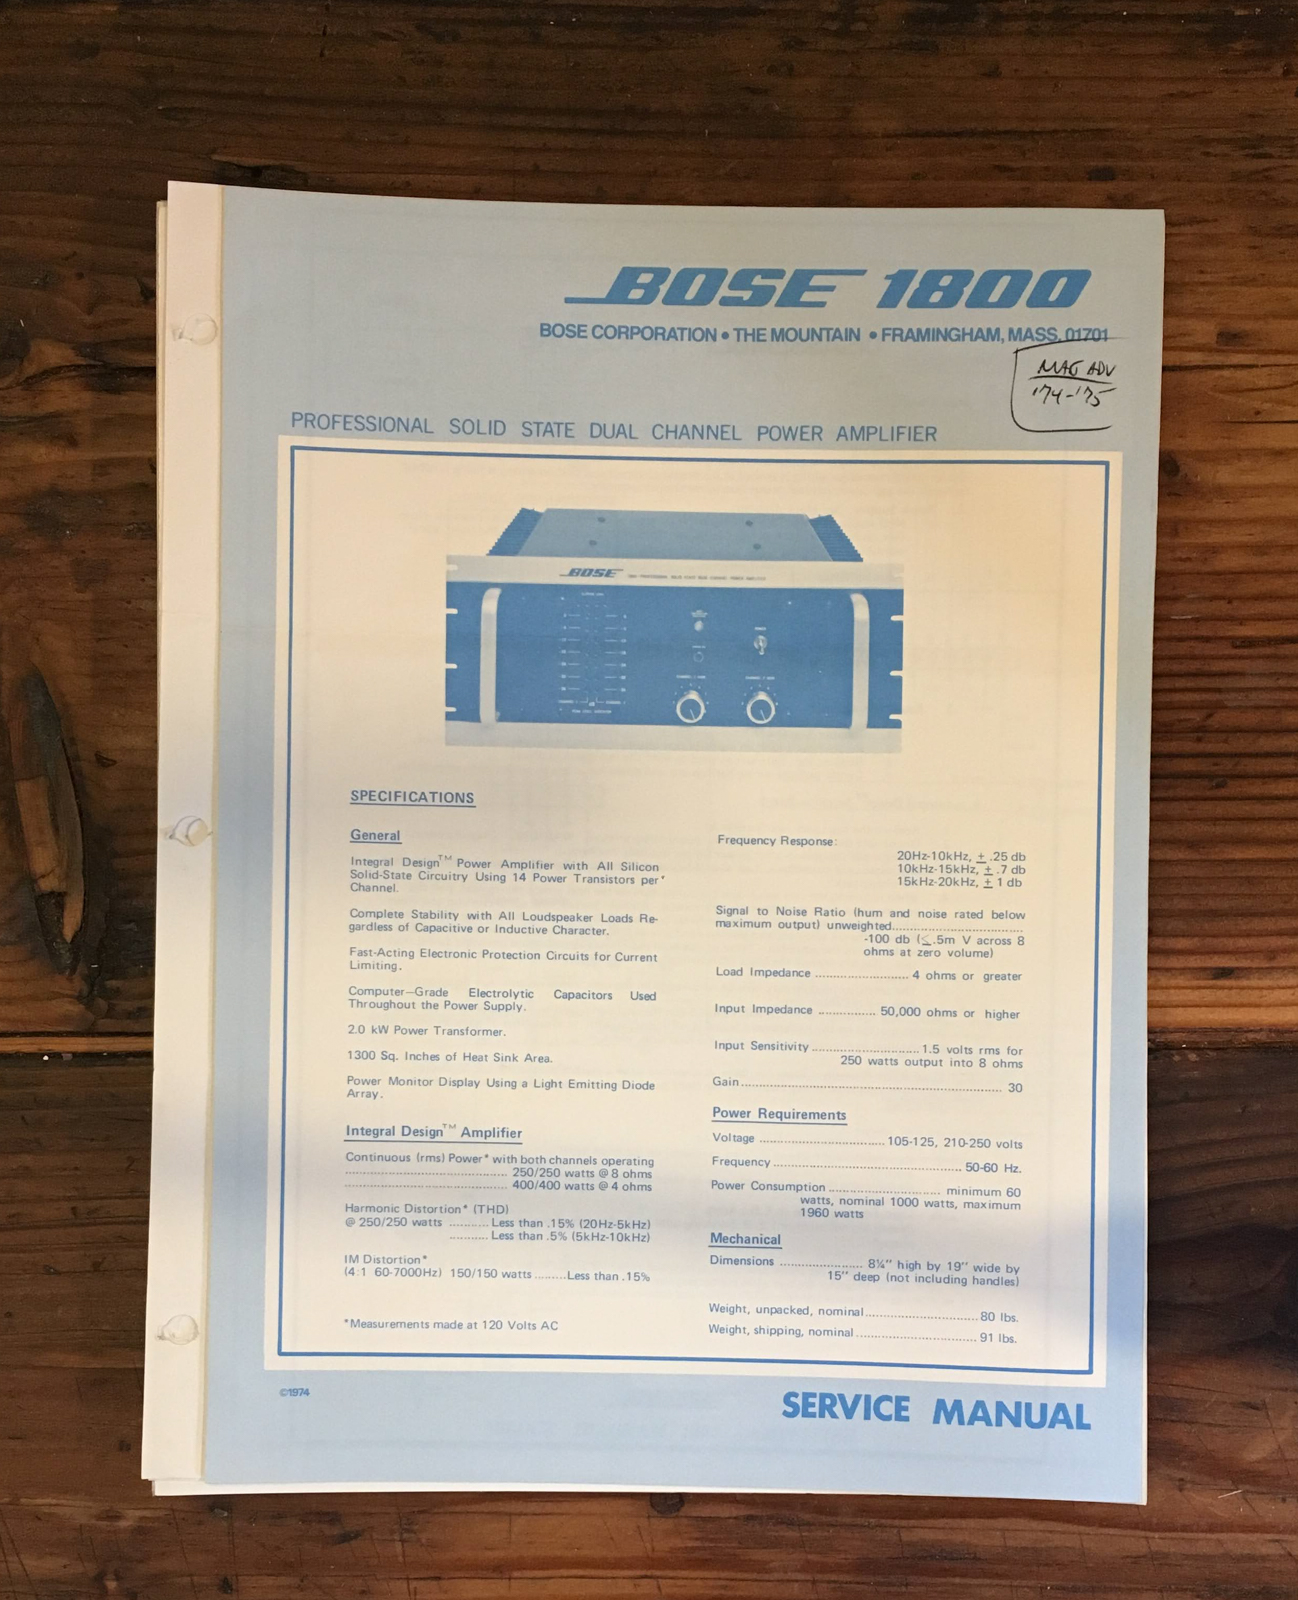 BOSE 1800
BOSE CORPORATION • THE MOUNTAIN • FRAMINGHAM, MASS. 01701
MAG ADV
'74-'75
PROFESSIONAL SOLID STATE DUAL CHANNEL POWER AMPLIFIER
BOSE
SPECIFICATIONS
General
Integral Design™ Power Amplifier with All Silicon
Solid-State Circuitry Using 14 Power Transistors per
Channel.
Complete Stability with All Loudspeaker Loads Re-
gardless of Capacitive or Inductive Character.
Fast-Acting Electronic Protection Circuits for Current
Limiting.
Computer—Grade Electrolytic Capacitors Used
Throughout the Power Supply.
2.0 kW Power Transformer.
1300 Sq. Inches of Heat Sink Area.
Power Monitor Display Using a Light Emitting Diode
Array.
Integral Design™ Amplifier
Continuous (rms) Power* with both channels operating
............................................. 250/250 watts @ 8 ohms
............................................. 400/400 watts @ 4 ohms
Harmonic Distortion* (THD)
@ 250/250 watts ........... Less than .15% (20Hz-5kHz)
........... Less than .5% (5kHz-10kHz)
IM Distortion*
(4:1 60-7000Hz) 150/150 watts .........Less than .15%
*Measurements made at 120 Volts AC
Frequency Response:
20Hz-10kHz, ± .25 db
10kHz-15kHz, ± .7 db
15kHz-20kHz, ± 1 db
Signal to Noise Ratio (hum and noise rated below
maximum output) unweighted.....................................
-100 db (≤.5m V across 8
ohms at zero volume)
Load Impedance .......................... 4 ohms or greater
Input Impedance ................ 50,000 ohms or higher
Input Sensitivity ..............................1.5 volts rms for
250 watts output into 8 ohms
Gain......................................................................... 30
Power Requirements
Voltage ................................... 105-125, 210-250 volts
Frequency .................................................... 50-60 Hz.
Power Consumption ............................... minimum 60
watts, nominal 1000 watts, maximum
1960 watts
Mechanical
Dimensions ....................... 8¾" high by 19" wide by
15" deep (not including handles)
Weight, unpacked, nominal............................... 80 lbs.
Weight, shipping, nominal ................................. 91 lbs.
©1974
SERVICE MANUAL